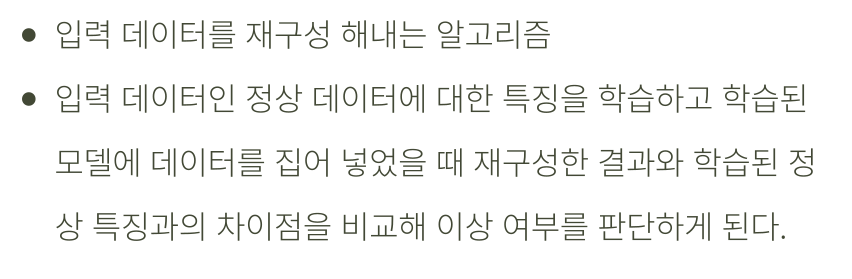 ● 입력 데이터를 재구성 해내는 알고리즘
● 입력 데이터인 정상 데이터에 대한 특징을 학습하고 학습된
모델에 데이터를 집어 넣었을 때 재구성한 결과와 학습된 정
상 특징과의 차이점을 비교해 이상 여부를 판단하게 된다.